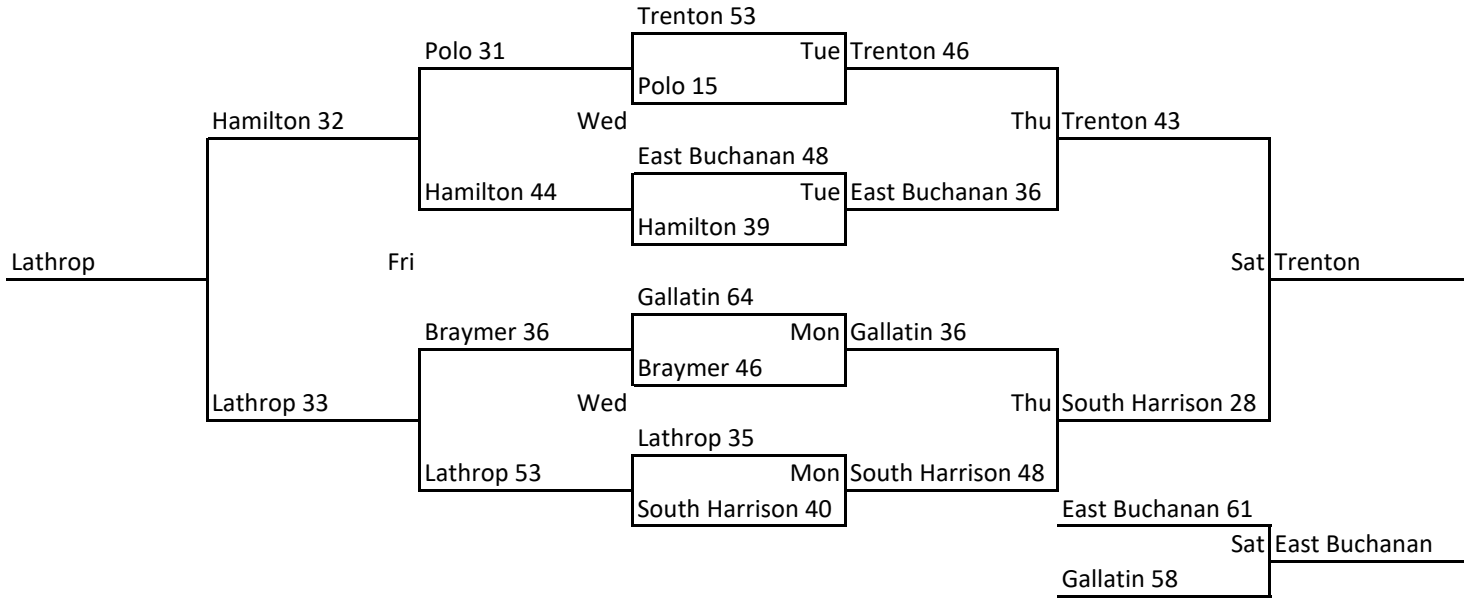 Trenton 53
Polo 31
Tue Trenton 46
Polo 15
Hamilton 32
Wed
Thu Trenton 43
East Buchanan 48
Hamilton 44
Tue East Buchanan 36
Hamilton 39
Lathrop
Fri
Sat Trenton
Gallatin 64
Braymer 36
Mon Gallatin 36
Braymer 46
Lathrop 33
Wed
Thu South Harrison 28
Lathrop 35
Lathrop 53
Mon South Harrison 48
South Harrison 40
East Buchanan 61
Sat East Buchanan
Gallatin 58